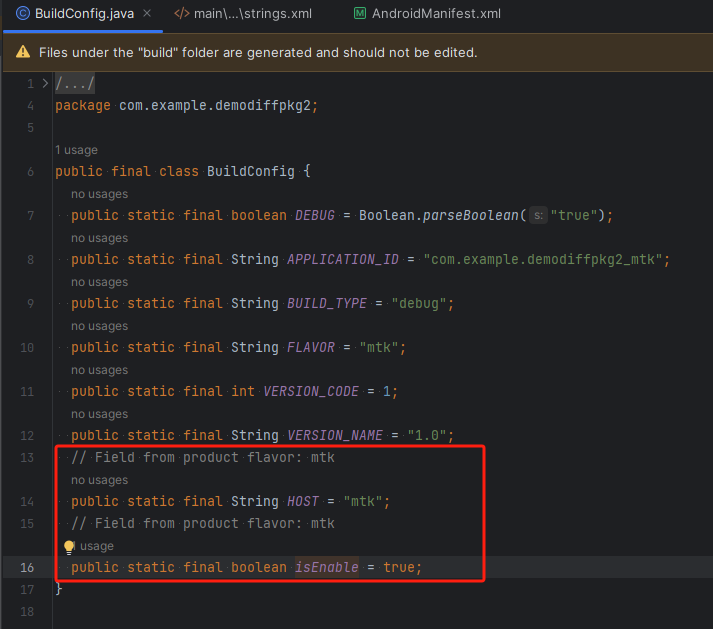 BuildConfig.java × main\...\strings.xml AndroidManifest.xml
Files under the "build" folder are generated and should not be edited.
1 /.../
4 package com.example.demodiffpkg2;
5
1 usage
6 public final class BuildConfig {
no usages
7 public static final boolean DEBUG = Boolean.parseBoolean( s: "true");
no usages
8 public static final String APPLICATION_ID = "com.example.demodiffpkg2_mtk";
no usages
9 public static final String BUILD_TYPE = "debug";
no usages
10 public static final String FLAVOR = "mtk";
no usages
11 public static final int VERSION_CODE = 1;
no usages
12 public static final String VERSION_NAME = "1.0";
13 // Field from product flavor: mtk
no usages
14 public static final String HOST = "mtk";
15 // Field from product flavor: mtk
usage
16 public static final boolean isEnable = true;
17 }
18